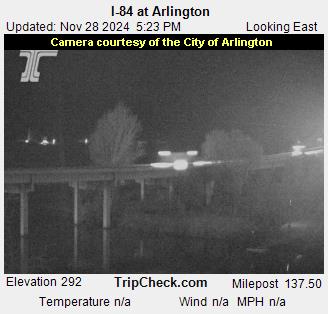 I-84 at Arlington
Updated: Nov 28 2024 5:23 PM Looking East
Camera courtesy of the City of Arlington
Elevation 292 TripCheck.com Milepost 137.50
Temperature n/a Wind n/a MPH n/a